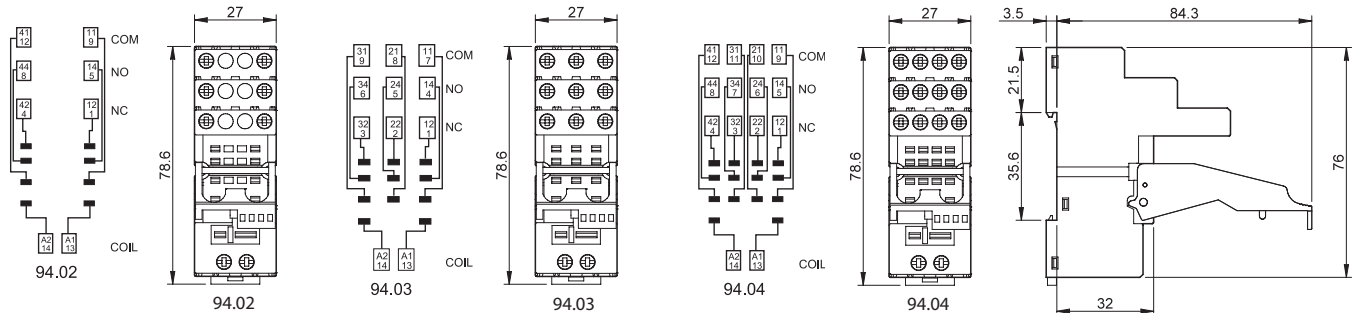 41 12
11 9
COM
44 8
14 5
NO
42 4
12 1
NC
A2 14
A1 13
COIL
94.02
27
78.6
94.02
31 9
21 8
11 7
COM
34 6
24 5
14 4
NO
32 3
22 2
12 1
NC
A2 14
A1 13
COIL
94.03
27
78.6
94.03
41 12
31 11
21 10
11 9
COM
44 8
34 7
24 6
14 5
NO
42 4
32 3
22 2
12 1
NC
A2 14
A1 13
COIL
94.04
27
78.6
94.04
3.5
84.3
21.5
35.6
76
32